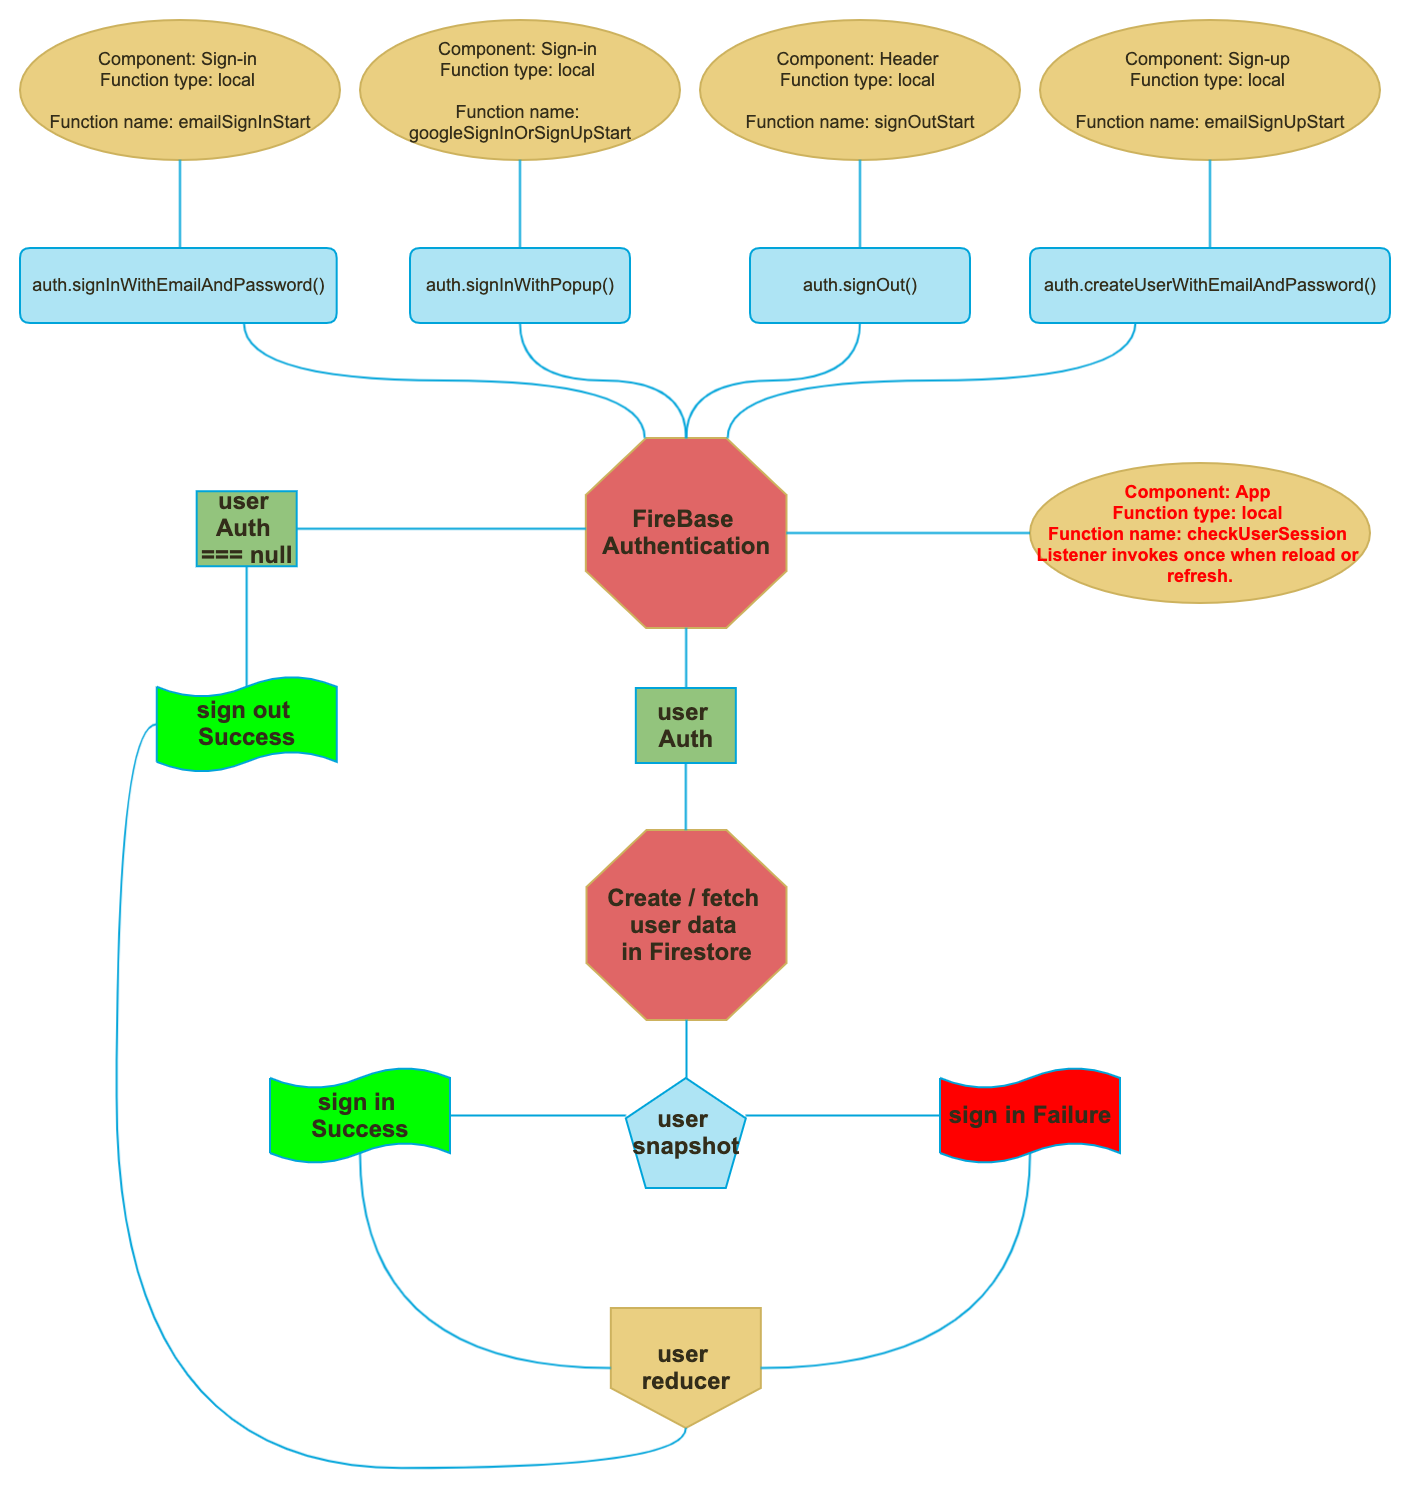 Component: Sign-in
Function type: local
Function name: emailSignInStart
Component: Sign-in
Function type: local
Function name:
googleSignInOrSignUpStart
Component: Header
Function type: local
Function name: signOutStart
Component: Sign-up
Function type: local
Function name: emailSignUpStart
auth.signInWithEmailAndPassword()
auth.signInWithPopup()
auth.signOut()
auth.createUserWithEmailAndPassword()
user
Auth
=== null
FireBase
Authentication
Component: App
Function type: local
Function name: checkUserSession
Listener invokes once when reload or
refresh.
sign out
Success
user
Auth
Create / fetch
user data
in Firestore
sign in
Success
user
snapshot
sign in Failure
user
reducer